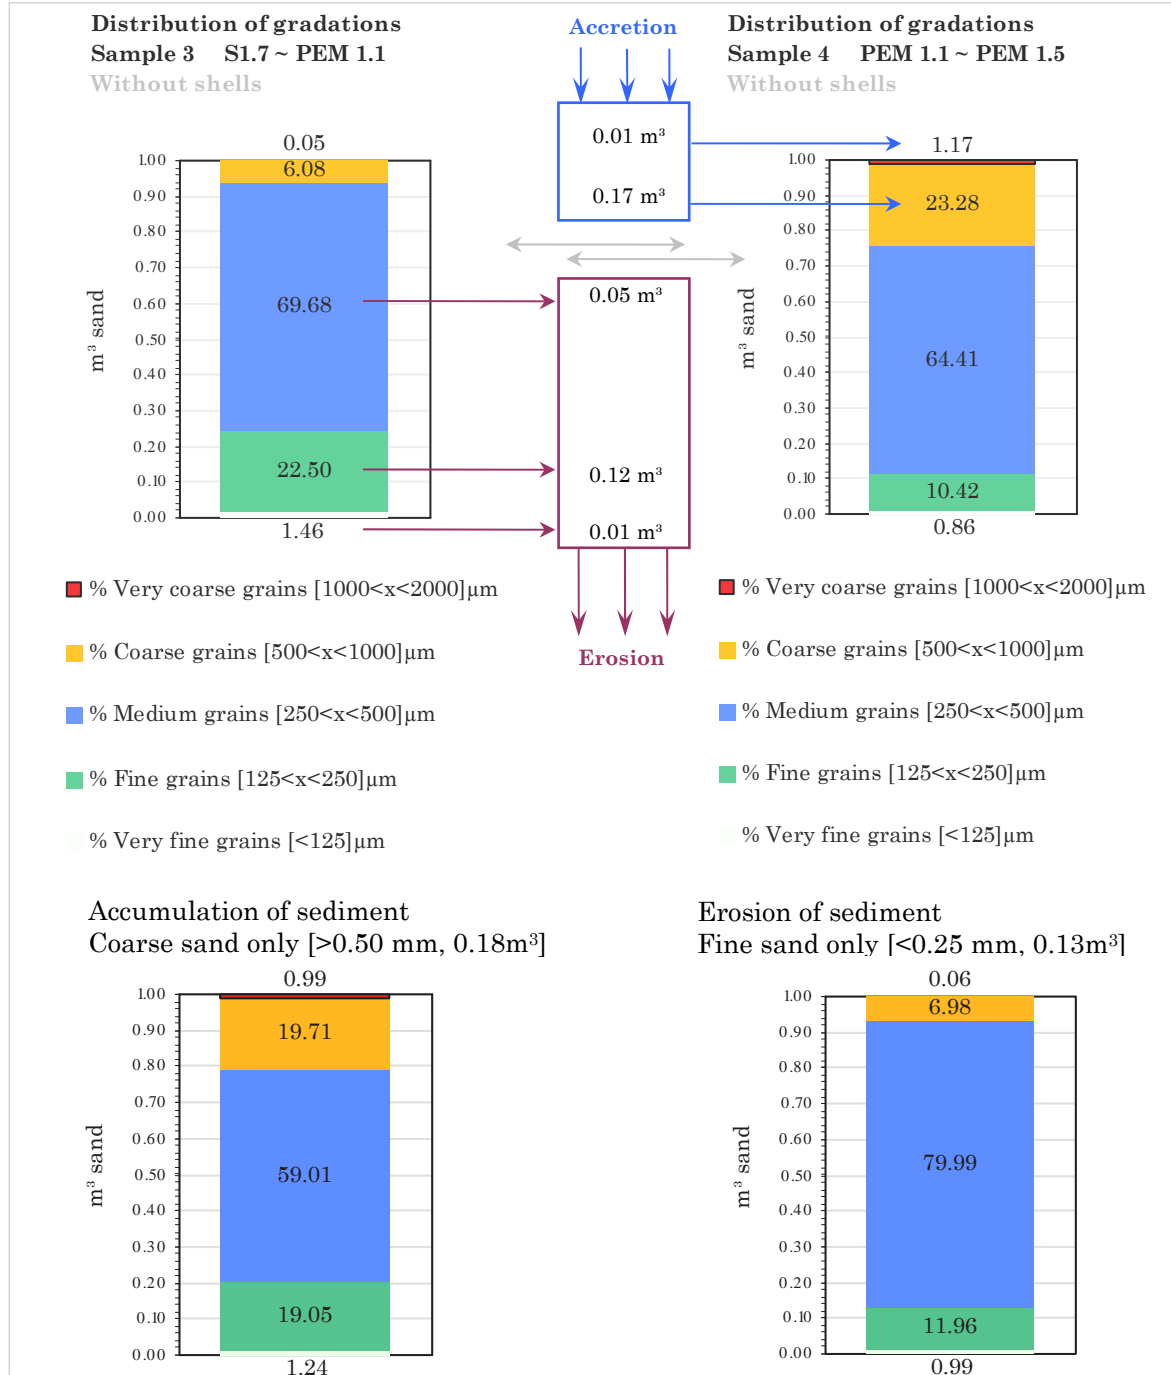 Distribution of gradations
Sample 3 S1.7 ~ PEM 1.1
Without shells
0.05
1.00
0.90
0.80
0.70
0.60
0.50
0.40
0.30
0.20
0.10
0.00
m³ sand
6.08
69.68
22.50
1.46
Accretion
0.01 m³
0.17 m³
0.05 m³
0.12 m³
0.01 m³
Erosion
Distribution of gradations
Sample 4 PEM 1.1 ~ PEM 1.5
Without shells
1.17
1.00
0.90
0.80
0.70
0.60
0.50
0.40
0.30
0.20
0.10
0.00
m³ sand
23.28
64.41
10.42
0.86
% Very coarse grains [1000<x<2000]µm
% Coarse grains [500<x<1000]µm
% Medium grains [250<x<500]µm
% Fine grains [125<x<250]µm
% Very fine grains [<125]µm
% Very coarse grains [1000<x<2000]µm
% Coarse grains [500<x<1000]µm
% Medium grains [250<x<500]µm
% Fine grains [125<x<250]µm
% Very fine grains [<125]µm
Accumulation of sediment
Coarse sand only [>0.50 mm, 0.18m³]
0.99
1.00
0.90
0.80
0.70
0.60
0.50
0.40
0.30
0.20
0.10
0.00
m³ sand
19.71
59.01
19.05
1.24
Erosion of sediment
Fine sand only [<0.25 mm, 0.13m³]
0.06
1.00
0.90
0.80
0.70
0.60
0.50
0.40
0.30
0.20
0.10
0.00
m³ sand
6.98
79.99
11.96
0.99